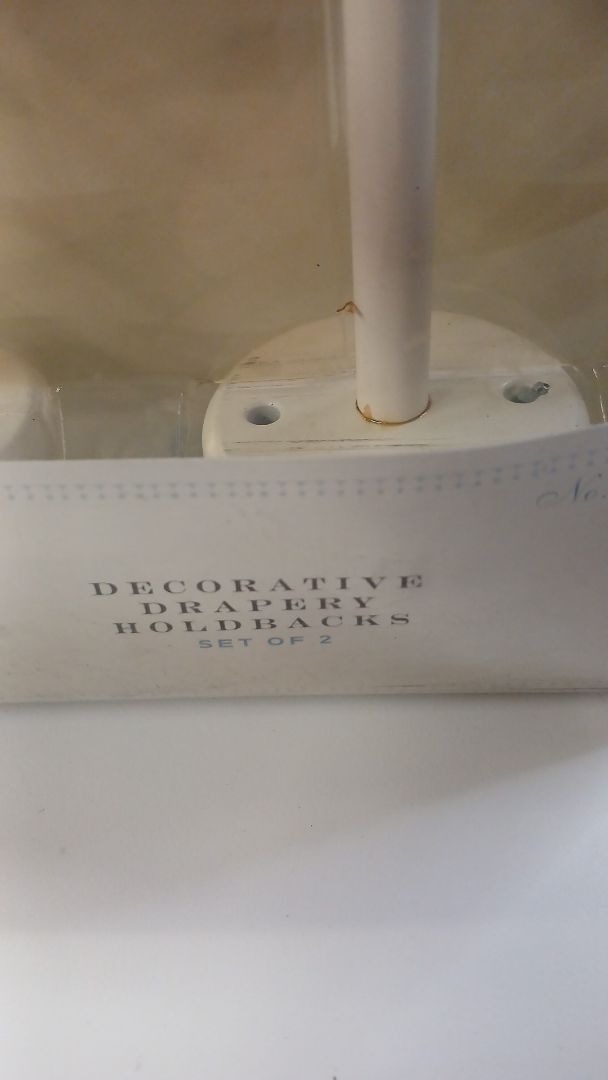 DECORATIVE
DRAPERY
HOLDBACKS
SET OF 2